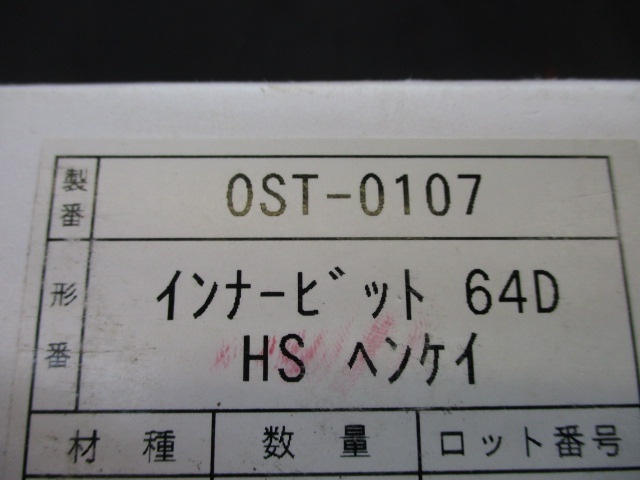 製番 OST-0107
形番 インナービット 64D
HS ヘンケイ
材種 数量 ロット番号